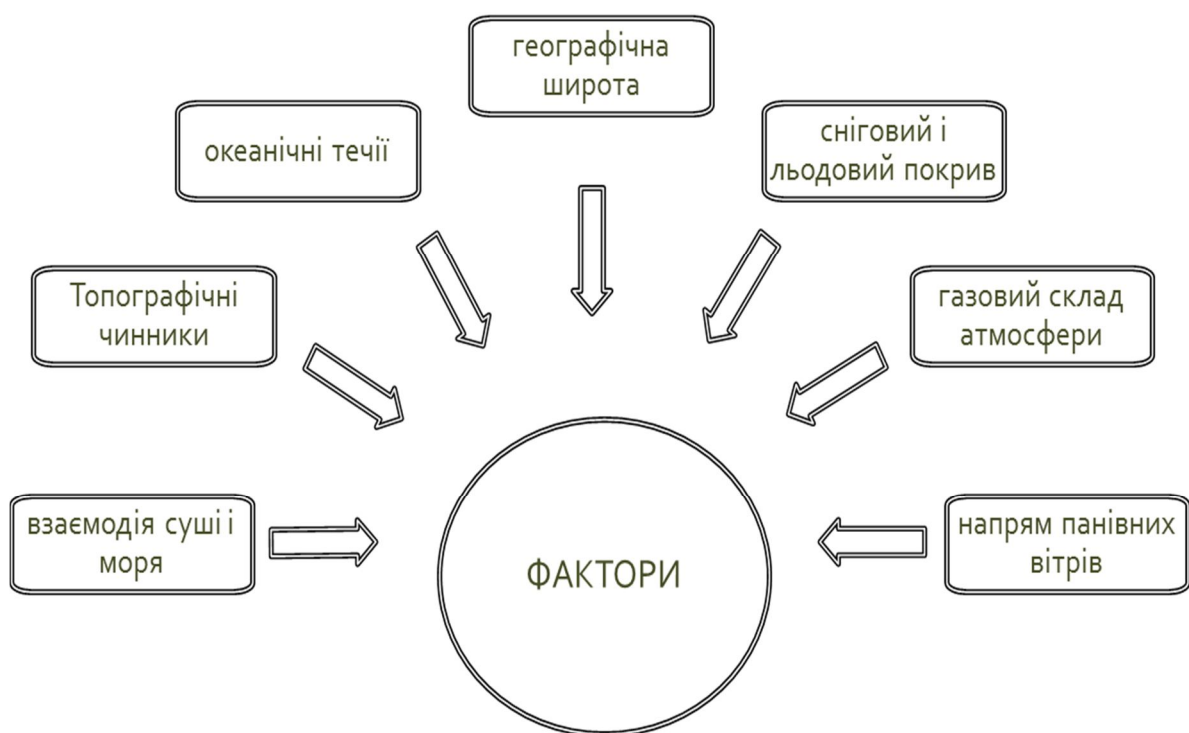 географічна
широта
океанічні течії
сніговий і
льодовий покрив
Топографічні
чинники
газовий склад
атмосфери
взаємодія суші і
моря
ФАКТОРИ
напрям панівних
вітрів